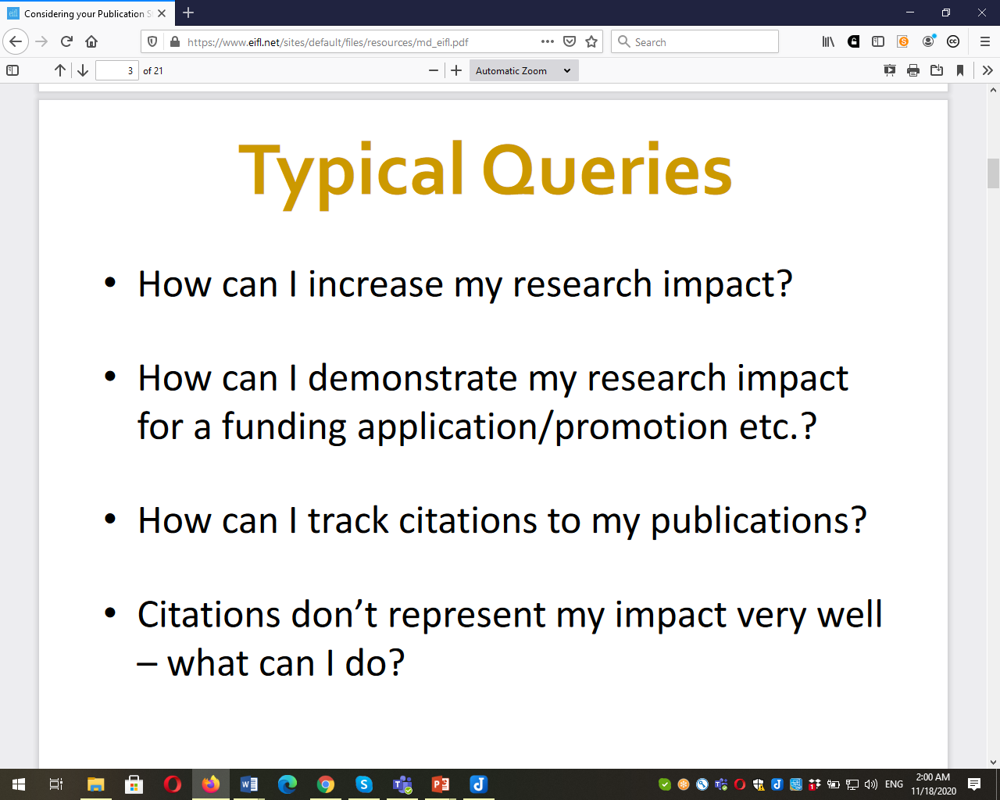 Considering your Publication S
https://www.eifl.net/sites/default/files/resources/md_eifl.pdf
Search
3 of 21
Automatic Zoom
Typical Queries
• How can I increase my research impact?
• How can I demonstrate my research impact
for a funding application/promotion etc.?
• How can I track citations to my publications?
• Citations don’t represent my impact very well
– what can I do?
ENG
2:00 AM
11/18/2020